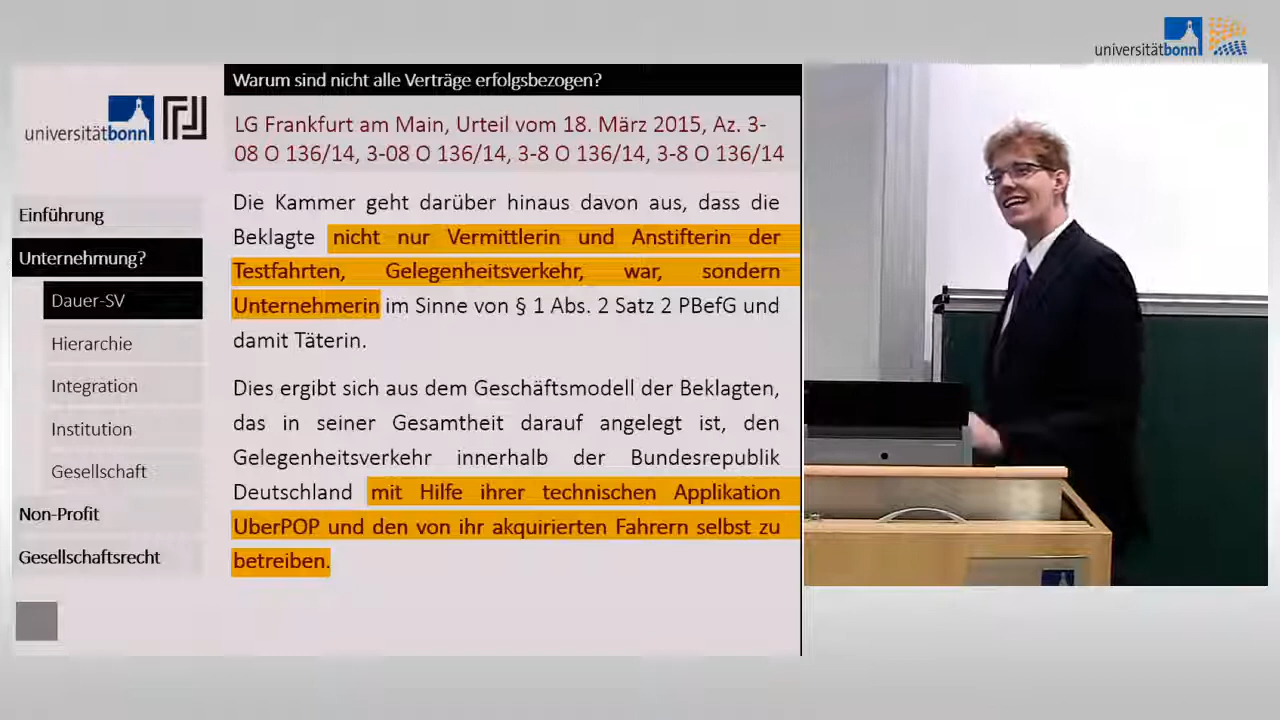 universitätbonn
Warum sind nicht alle Verträge erfolgsbezogen?
universitätbonn
LG Frankfurt am Main, Urteil vom 18. März 2015, Az. 3-
08 O 136/14, 3-08 O 136/14, 3-8 O 136/14, 3-8 O 136/14
Einführung
Unternehmung?
Dauer-SV
Hierarchie
Integration
Institution
Gesellschaft
Non-Profit
Gesellschaftsrecht
Die Kammer geht darüber hinaus davon aus, dass die
Beklagte nicht nur Vermittlerin und Anstifterin der
Testfahrten, Gelegenheitsverkehr, war, sondern
Unternehmerin im Sinne von § 1 Abs. 2 Satz 2 PBefG und
damit Täterin.
Dies ergibt sich aus dem Geschäftsmodell der Beklagten,
das in seiner Gesamtheit darauf angelegt ist, den
Gelegenheitsverkehr innerhalb der Bundesrepublik
Deutschland mit Hilfe ihrer technischen Applikation
UberPOP und den von ihr akquirierten Fahrern selbst zu
betreiben.